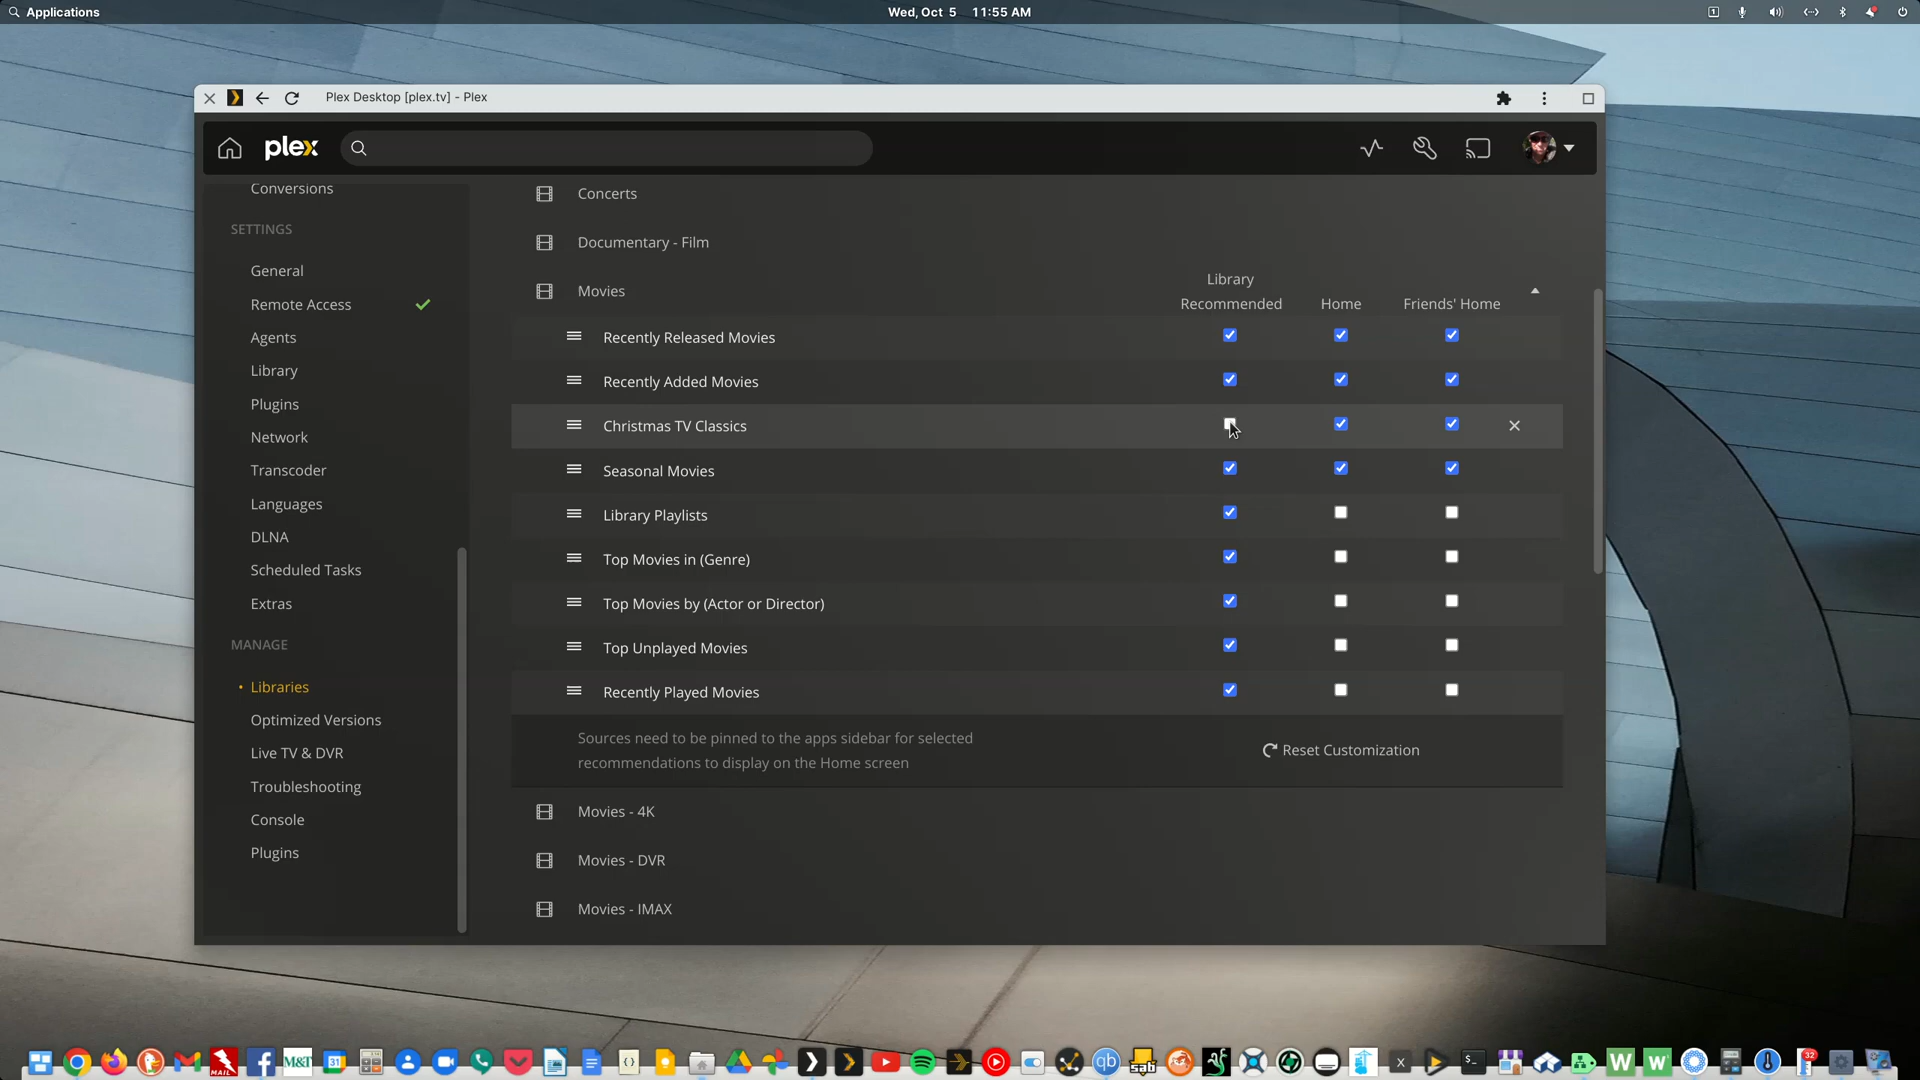 Applications
Wed, Oct 5 11:55 AM
Plex Desktop [plex.tv] - Plex
plex
Conversions
SETTINGS
General
Remote Access
Agents
Library
Plugins
Network
Transcoder
Languages
DLNA
Scheduled Tasks
Extras
MANAGE
• Libraries
Optimized Versions
Live TV & DVR
Troubleshooting
Console
Plugins
Concerts
Documentary - Film
Movies
Library
Recommended Home Friends' Home
Recently Released Movies
Recently Added Movies
Christmas TV Classics
Seasonal Movies
Library Playlists
Top Movies in (Genre)
Top Movies by (Actor or Director)
Top Unplayed Movies
Recently Played Movies
Sources need to be pinned to the apps sidebar for selected
recommendations to display on the Home screen
Reset Customization
Movies - 4K
Movies - DVR
Movies - IMAX
MAIL
M&T
31
qb
sab
X
W
W
32